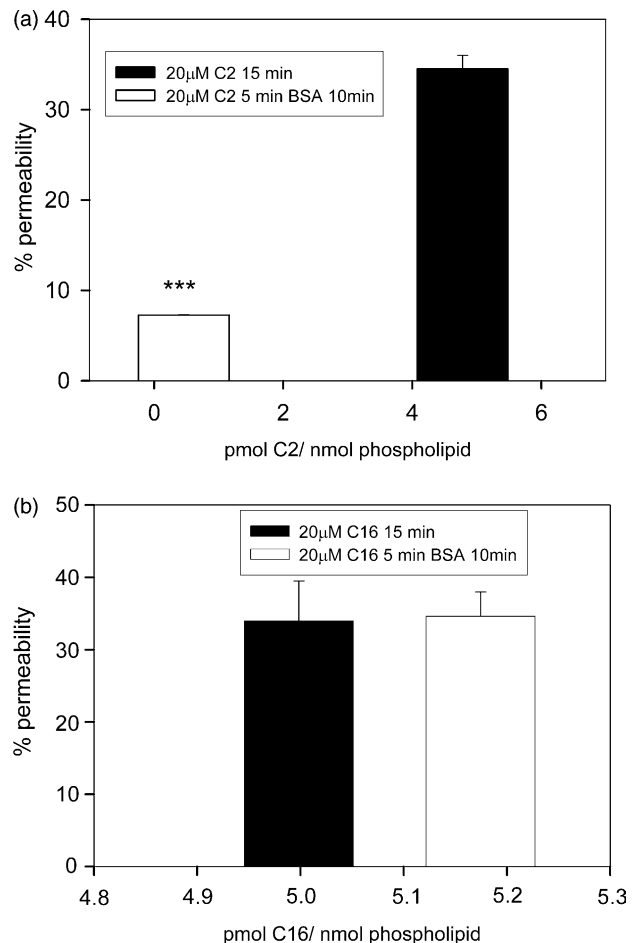 (a)
40
30
20
10
0
% permeability
20μM C2 15 min
20μM C2 5 min BSA 10min
***
0 2 4 6
pmol C2/ nmol phospholipid
(b)
50
40
30
20
10
0
% permeability
20μM C16 15 min
20μM C16 5 min BSA 10min
4.8 4.9 5.0 5.1 5.2 5.3
pmol C16/ nmol phospholipid